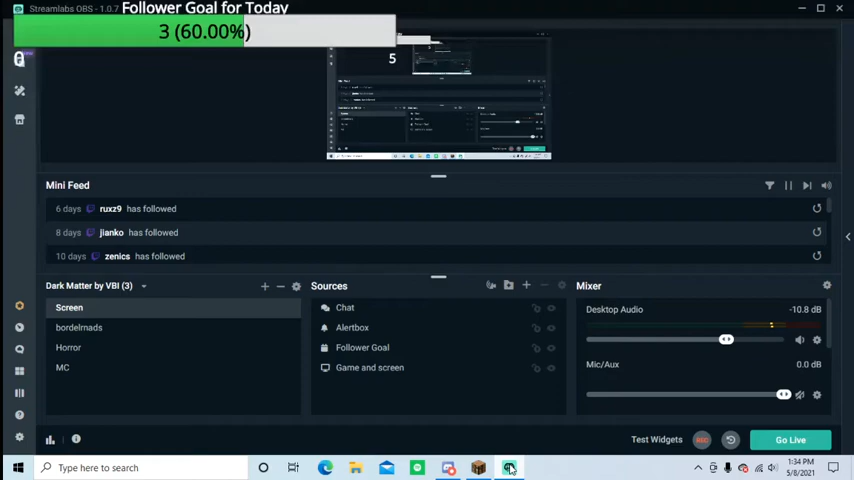 Streamlabs OBS - 1.0.7
Follower Goal for Today
3 (60.00%)
5
Mini Feed
6 days ruxz9 has followed
8 days jianko has followed
10 days zenics has followed
Dark Matter by VBI (3)
Screen
bordelrnads
Horror
MC
Sources
Chat
Alertbox
Follower Goal
Game and screen
Mixer
Desktop Audio -10.8 dB
Mic/Aux 0.0 dB
Test Widgets REC Go Live
Type here to search
1:34 PM
5/8/2021